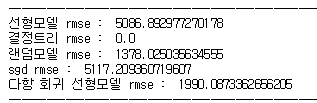 선형모델 rmse : 5086.892977270178
결정트리 rmse : 0.0
랜덤모델 rmse : 1378.025035634555
sgd rmse : 5117.209360719607
다항 회귀 선형모델 rmse : 1990.0873362656205